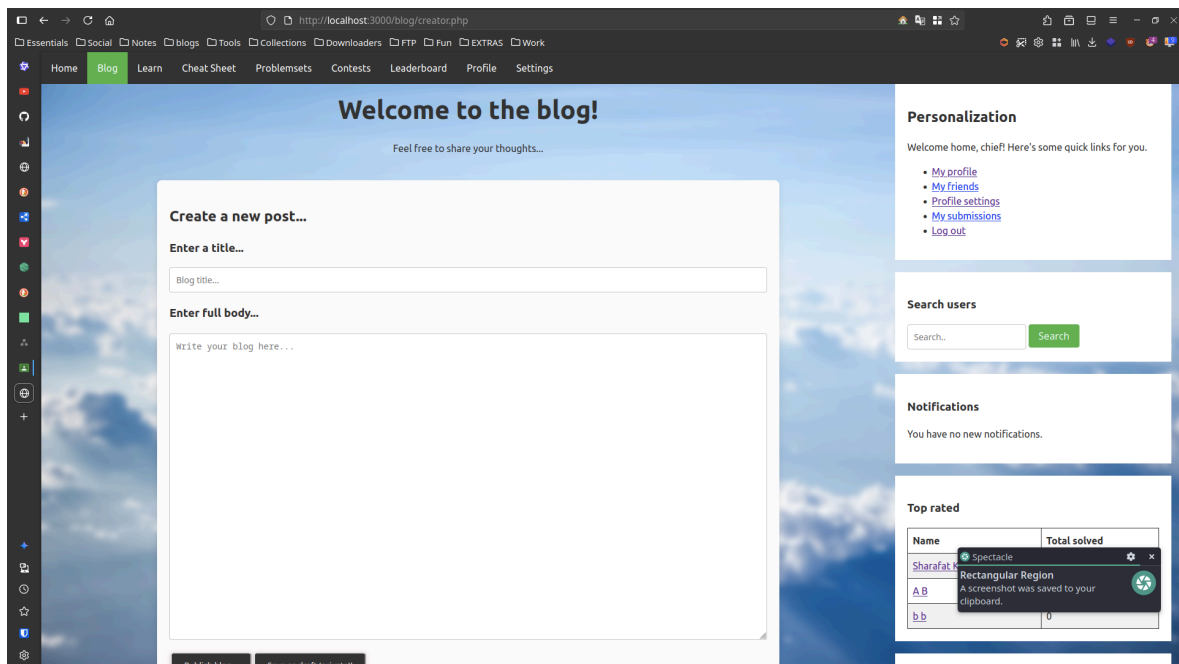 http://localhost:3000/blog/creator.php
Essentials Social Notes blogs Tools Collections Downloaders FTP Fun EXTRAS Work
Home Blog Learn Cheat Sheet Problemsets Contests Leaderboard Profile Settings
Welcome to the blog!
Feel free to share your thoughts...
Create a new post...
Enter a title...
Blog title...
Enter full body...
Write your blog here...
Personalization
Welcome home, chief! Here's some quick links for you.
My profile
My friends
Profile settings
My submissions
Log out
Search users
Search.. Search
Notifications
You have no new notifications.
Top rated
Name Total solved
Sharafat
A B
b b 0
Spectacle
Rectangular Region
A screenshot was saved to your
clipboard.